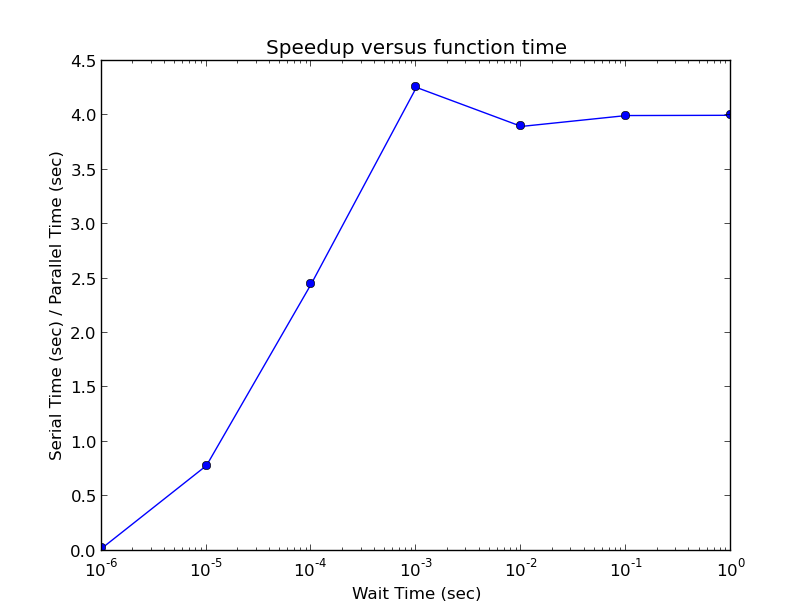 Speedup versus function time
4.5
4.0
3.5
3.0
2.5
2.0
1.5
1.0
0.5
0.0
Serial Time (sec) / Parallel Time (sec)
10^-6 10^-5 10^-4 10^-3 10^-2 10^-1 10^0
Wait Time (sec)